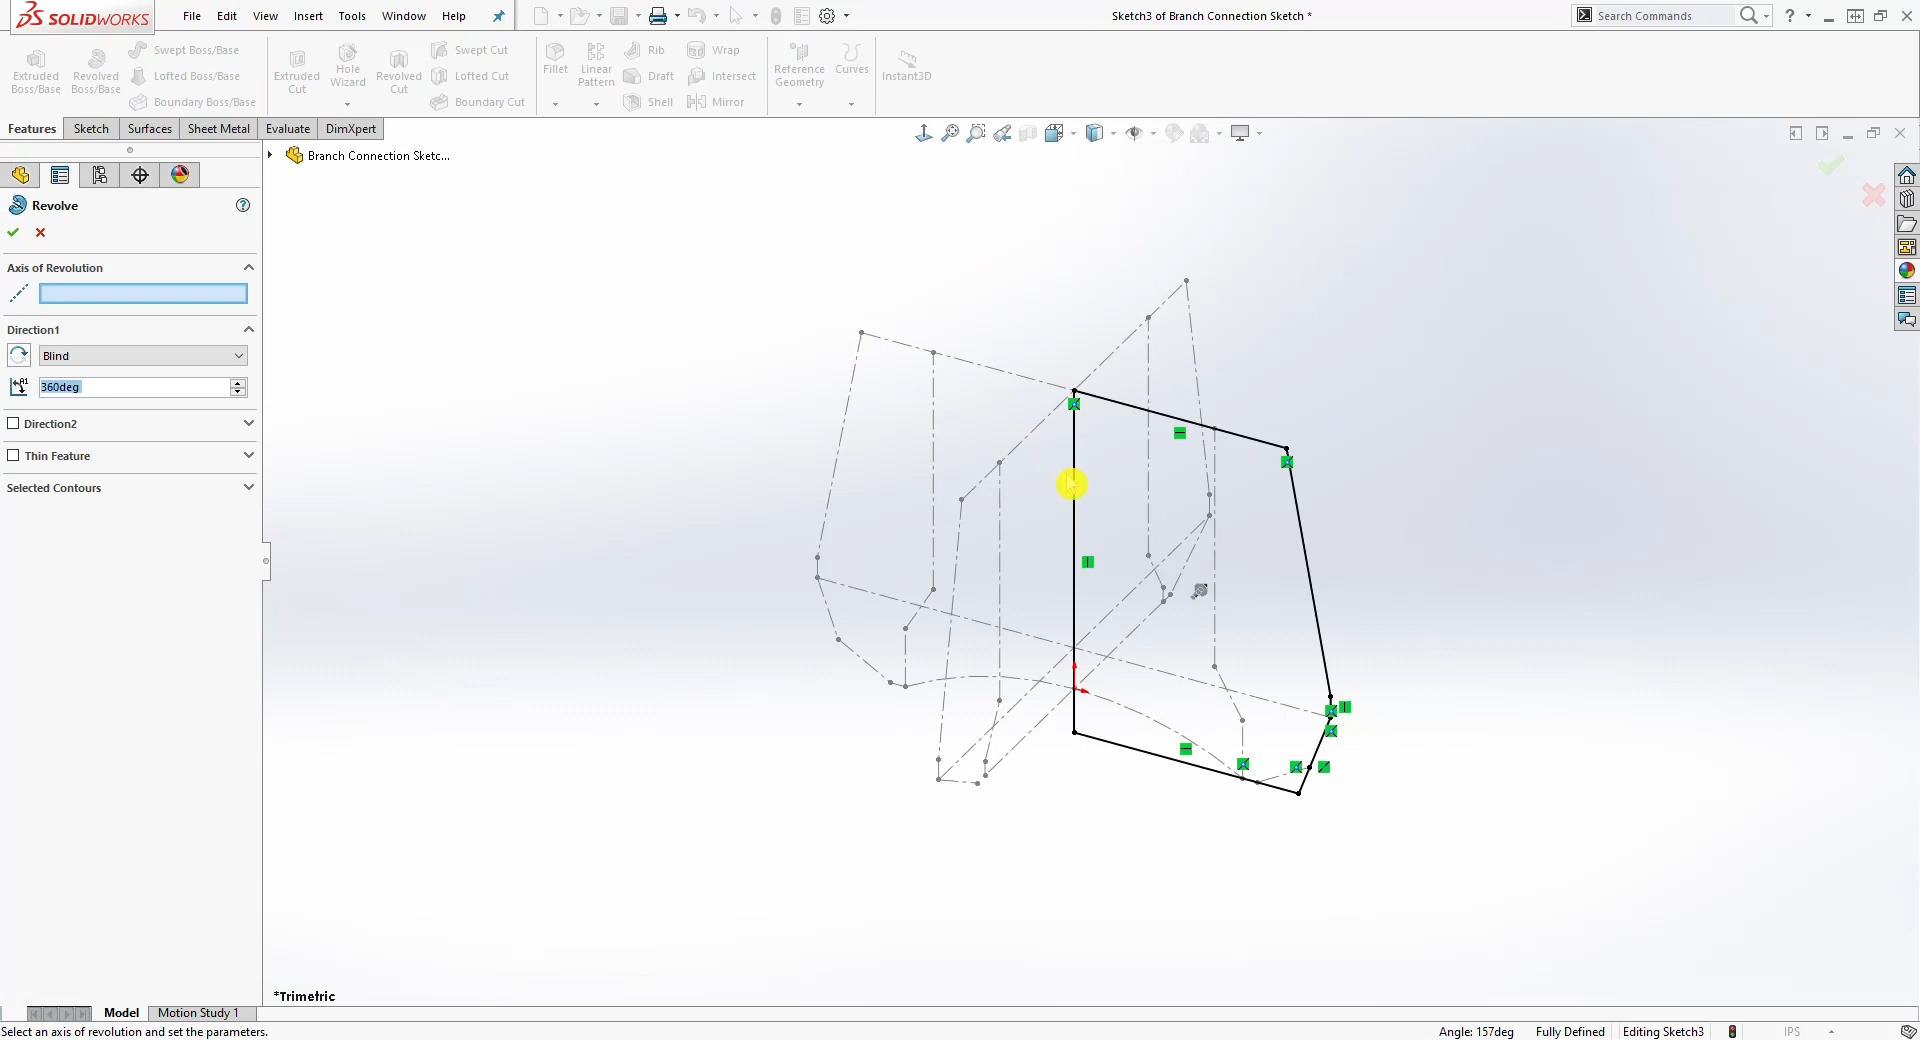 SOLIDWORKS
File Edit View Insert Tools Window Help
Sketch3 of Branch Connection Sketch *
Search Commands
Extruded Boss/Base
Revolved Boss/Base
Swept Boss/Base
Lofted Boss/Base
Boundary Boss/Base
Extruded Cut
Hole Wizard
Revolved Cut
Swept Cut
Lofted Cut
Boundary Cut
Fillet
Linear Pattern
Rib
Draft
Shell
Wrap
Intersect
Mirror
Reference Geometry
Curves
Instant3D
Features Sketch Surfaces Sheet Metal Evaluate DimXpert
Branch Connection Sketc...
Revolve
Axis of Revolution
Direction1
Blind
360deg
Direction2
Thin Feature
Selected Contours
*Trimetric
Model Motion Study 1
Select an axis of revolution and set the parameters.
Angle: 157deg Fully Defined Editing Sketch3 IPS